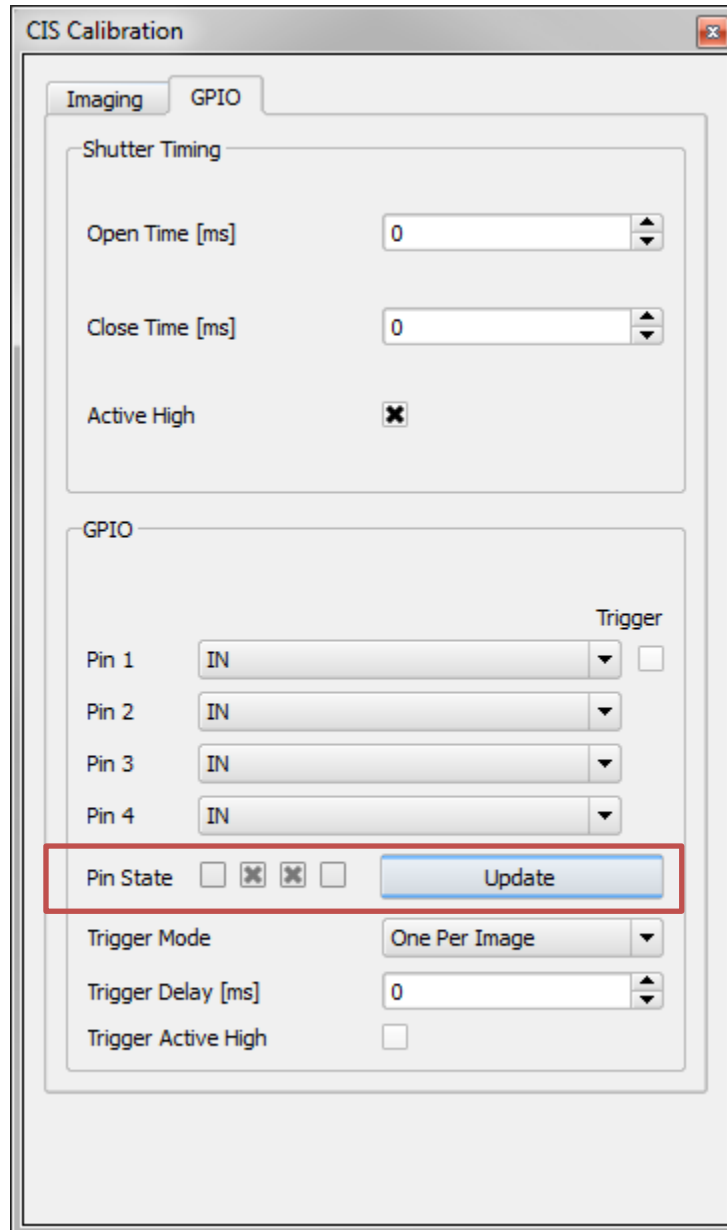 CIS Calibration
Imaging GPIO
Shutter Timing
Open Time [ms] 0
Close Time [ms] 0
Active High
GPIO
Trigger
Pin 1 IN
Pin 2 IN
Pin 3 IN
Pin 4 IN
Pin State Update
Trigger Mode One Per Image
Trigger Delay [ms] 0
Trigger Active High